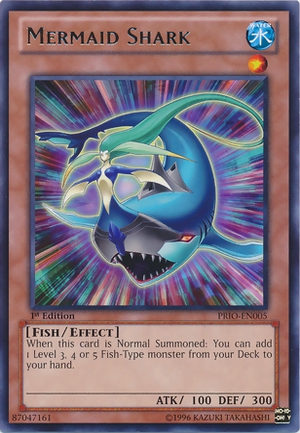 MERMAID SHARK
WATER
水
1st Edition
PRIO-EN005
[FISH / EFFECT]
When this card is Normal Summoned: You can add
1 Level 3, 4 or 5 Fish-Type monster from your Deck to
your hand.
ATK/ 100 DEF/ 300
87047161
©1996 KAZUKI TAKAHASHI